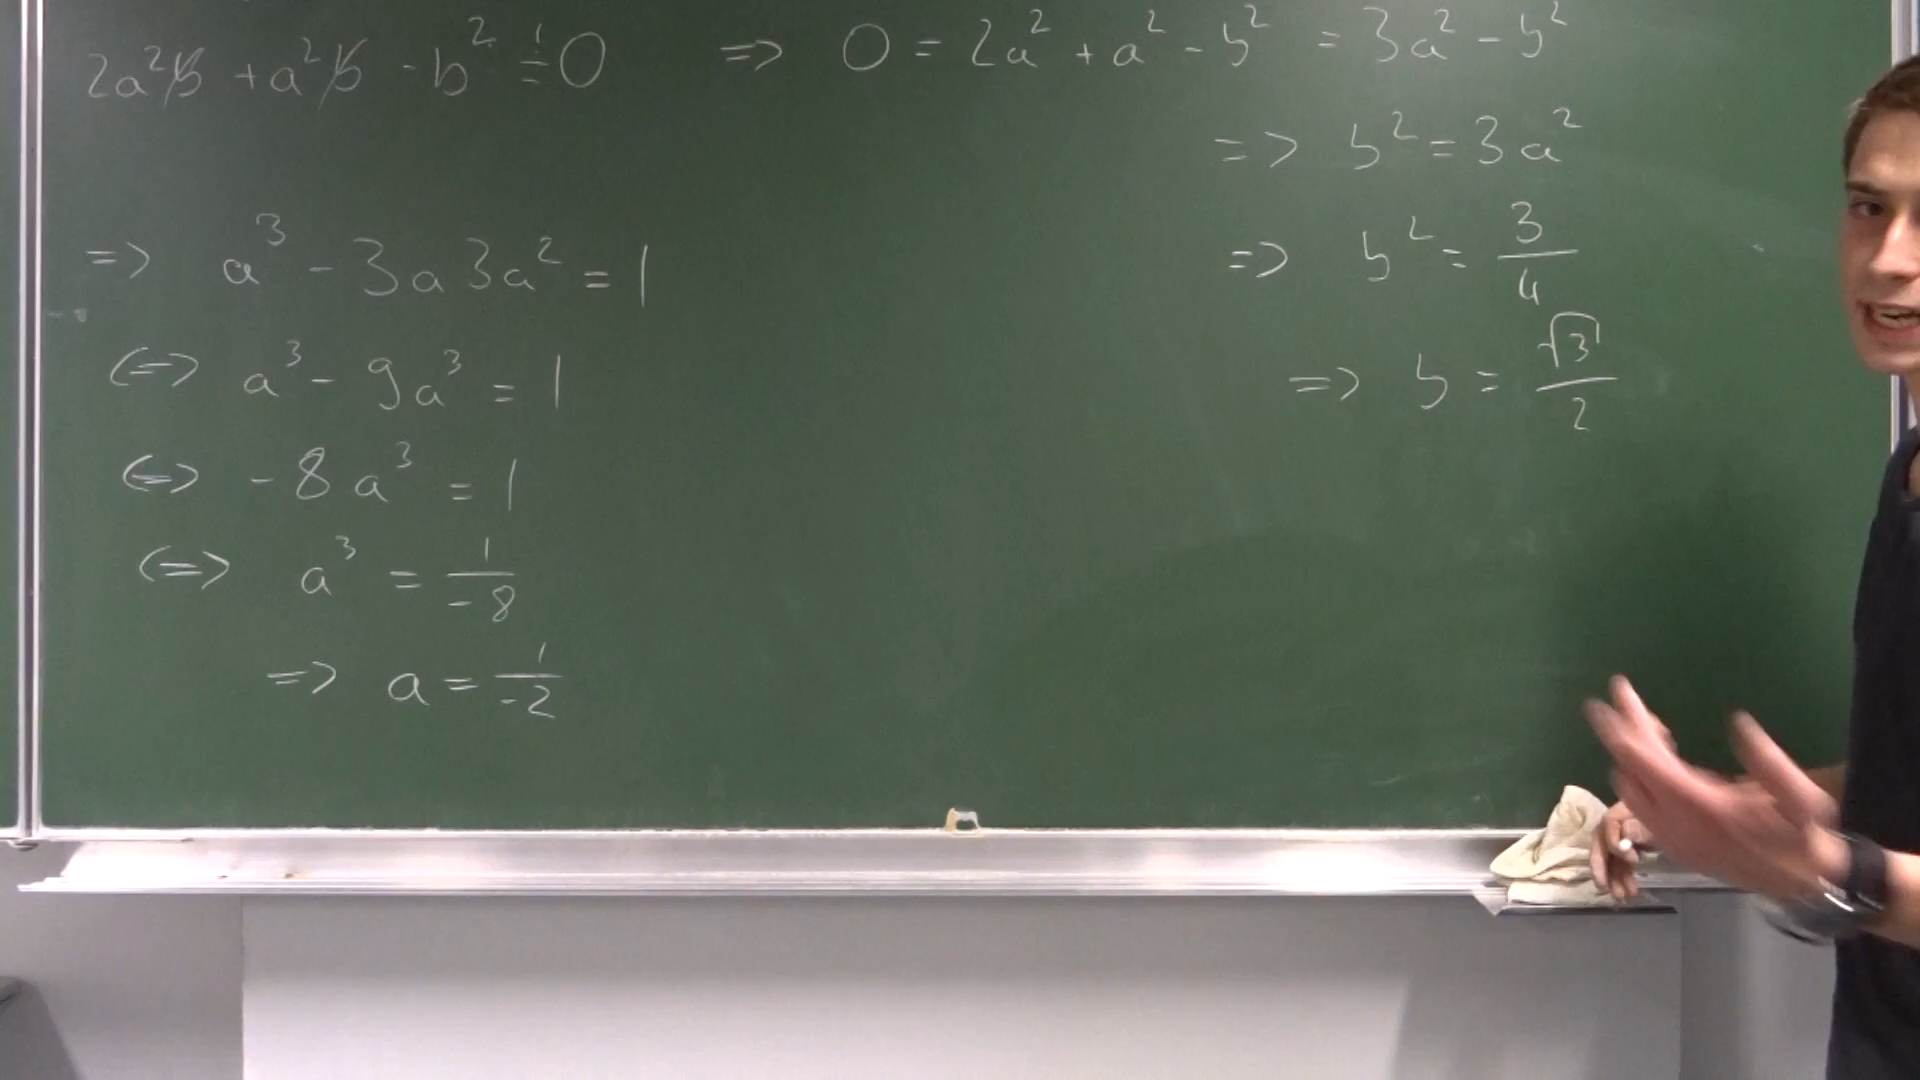 2a²b + a²b - b² != 0 => 0 = 2a² + a² - b² = 3a² - b²
=> b² = 3a²
=> b² = 3/4
=> b = √3/2
=> a³ - 3a3a² = 1
<=> a³ - 9a³ = 1
<=> -8a³ = 1
<=> a³ = 1/-8
=> a = 1/-2